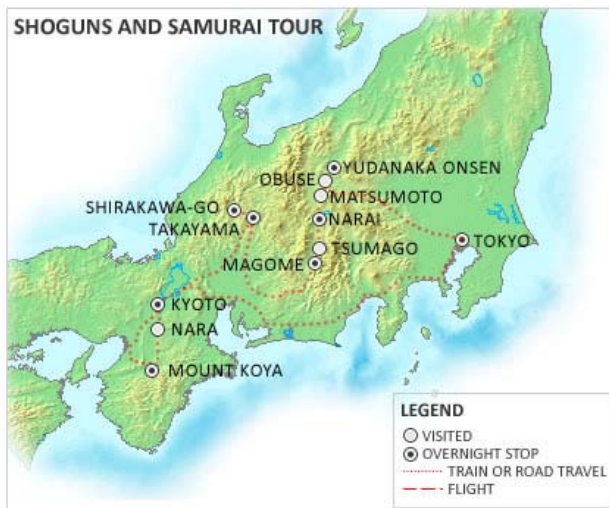 SHOGUNS AND SAMURAI TOUR
YUDANAKA ONSEN
OBUSE
MATSUMOTO
SHIRAKAWA-GO
NARAI
TAKAYAMA
TOKYO
TSUMAGO
MAGOME
KYOTO
NARA
MOUNT KOYA
LEGEND
VISITED
OVERNIGHT STOP
TRAIN OR ROAD TRAVEL
FLIGHT